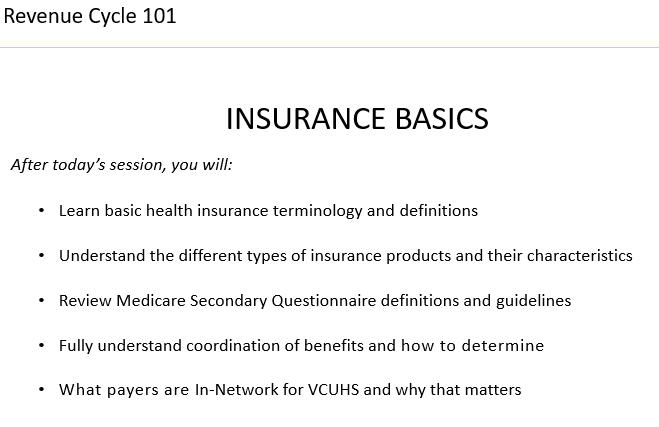 Revenue Cycle 101
INSURANCE BASICS
After today’s session, you will:
• Learn basic health insurance terminology and definitions
• Understand the different types of insurance products and their characteristics
• Review Medicare Secondary Questionnaire definitions and guidelines
• Fully understand coordination of benefits and how to determine
• What payers are In-Network for VCUHS and why that matters